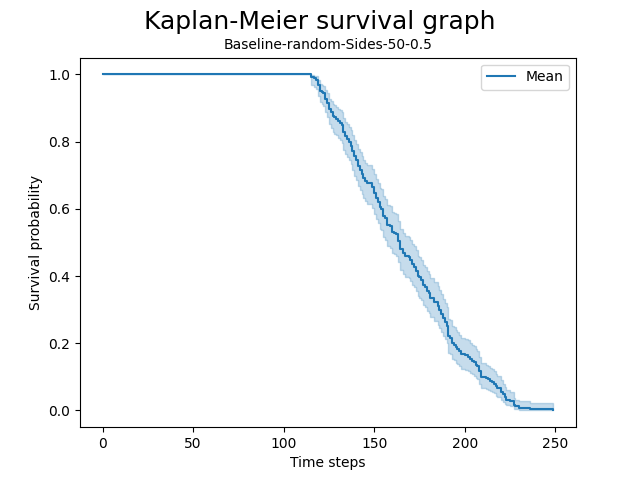 Kaplan-Meier survival graph
Baseline-random-Sides-50-0.5
Mean
1.0
0.8
0.6
0.4
0.2
0.0
Survival probability
0 50 100 150 200 250
Time steps